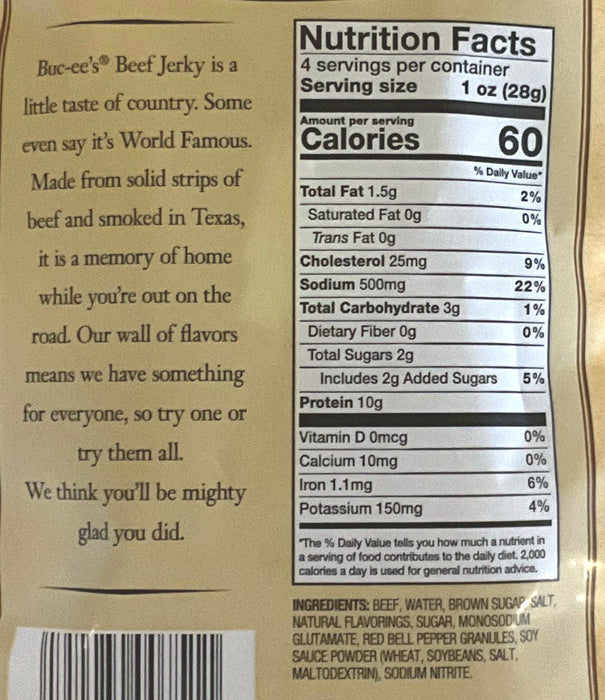 Buc-ee's® Beef Jerky is a
little taste of country. Some
even say it's World Famous.
Made from solid strips of
beef and smoked in Texas,
it is a memory of home
while you're out on the
road. Our wall of flavors
means we have something
for everyone, so try one or
try them all.
We think you'll be mighty
glad you did.
Nutrition Facts
4 servings per container
Serving size 1 oz (28g)
Amount per serving
Calories 60
% Daily Value*
Total Fat 1.5g 2%
Saturated Fat 0g 0%
Trans Fat 0g
Cholesterol 25mg 9%
Sodium 500mg 22%
Total Carbohydrate 3g 1%
Dietary Fiber 0g 0%
Total Sugars 2g
Includes 2g Added Sugars 5%
Protein 10g
Vitamin D 0mcg 0%
Calcium 10mg 0%
Iron 1.1mg 6%
Potassium 150mg 4%
*The % Daily Value tells you how much a nutrient in
a serving of food contributes to the daily diet. 2,000
calories a day is used for general nutrition advice.
INGREDIENTS: BEEF, WATER, BROWN SUGAR, SALT,
NATURAL FLAVORINGS, SUGAR, MONOSODIUM
GLUTAMATE, RED BELL PEPPER GRANULES, SOY
SAUCE POWDER (WHEAT, SOYBEANS, SALT,
MALTODEXTRIN), SODIUM NITRITE.